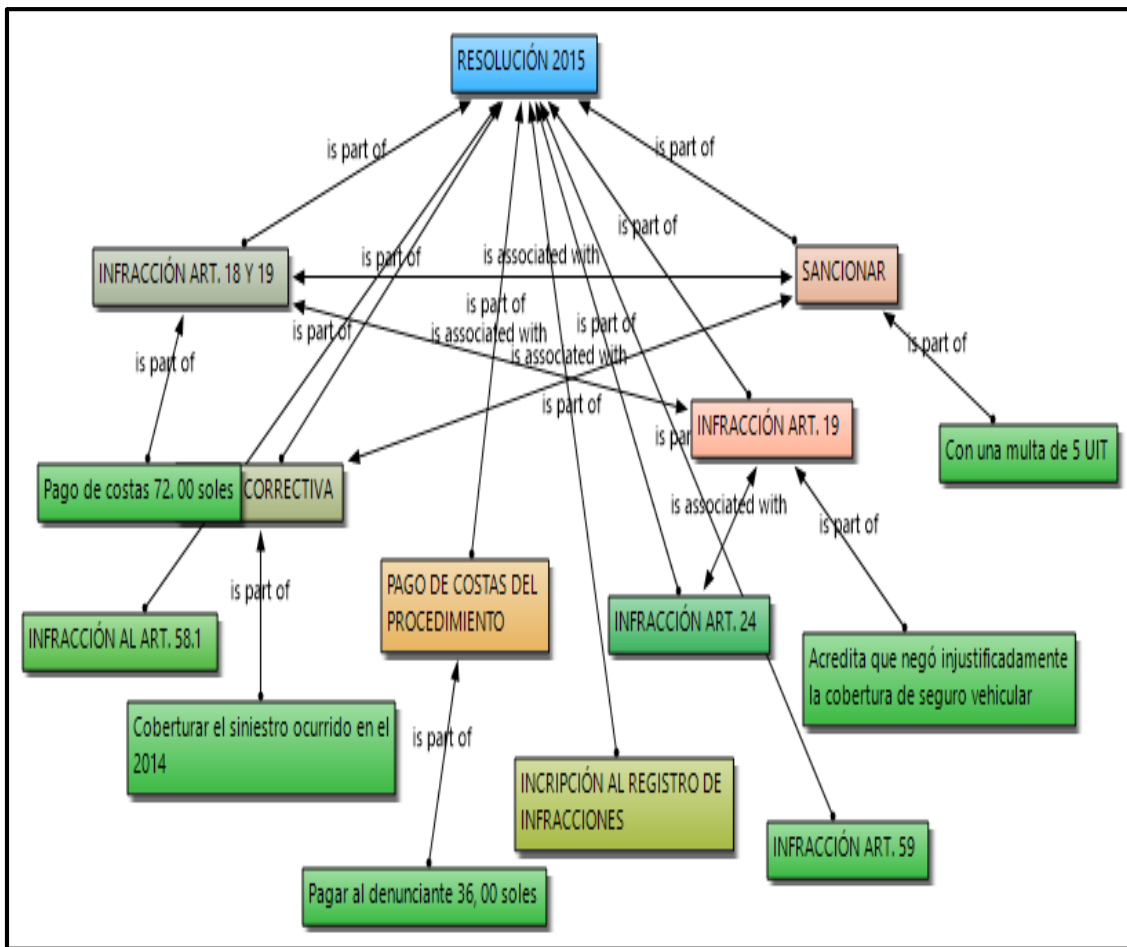 RESOLUCIÓN 2015
is part of
is part of
is part of
INFRACCIÓN ART. 18 Y 19
is part of
is associated with
SANCIONAR
is part of
is part of
is associated with
is part of
is associated with
is part of
is part of
is part of
INFRACCIÓN ART. 19
is part
Con una multa de 5 UIT
Pago de costas 72. 00 soles
CORRECTIVA
is associated with
is part of
PAGO DE COSTAS DEL
PROCEDIMIENTO
is part of
INFRACCIÓN AL ART. 58.1
INFRACCIÓN ART. 24
Acredita que negó injustificadamente
la cobertura de seguro vehicular
Coberturar el siniestro ocurrido en el
2014
is part of
INCRIPCIÓN AL REGISTRO DE
INFRACCIONES
INFRACCIÓN ART. 59
Pagar al denunciante 36, 00 soles